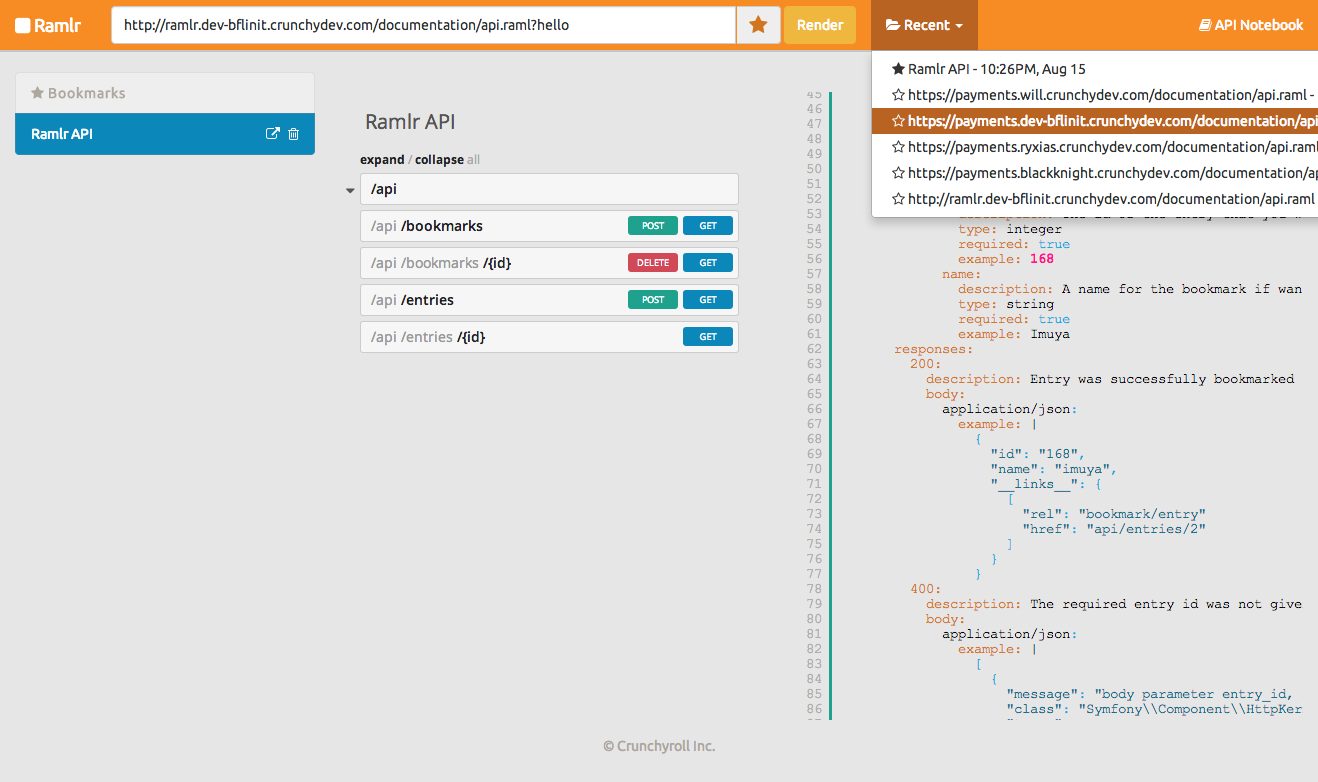 Ramlr
http://ramlr.dev-bflinit.crunchydev.com/documentation/api.raml?hello
Render
Recent
API Notebook
Ramlr API - 10:26PM, Aug 15
https://payments.will.crunchydev.com/documentation/api.raml -
https://payments.dev-bflinit.crunchydev.com/documentation/api
https://payments.ryxias.crunchydev.com/documentation/api.raml
https://payments.blackknight.crunchydev.com/documentation/ap
http://ramlr.dev-bflinit.crunchydev.com/documentation/api.raml
Bookmarks
Ramlr API
Ramlr API
expand / collapse all
/api
/api /bookmarks POST GET
/api /bookmarks /{id} DELETE GET
/api /entries POST GET
/api /entries /{id} GET
45
46
47
48
49
50
51
52
53
54 type: integer
55 required: true
56 example: 168
57 name:
58 description: A name for the bookmark if wan
59 type: string
60 required: true
61 example: Imuya
62 responses:
63 200:
64 description: Entry was successfully bookmarked
65 body:
66 application/json:
67 example: |
68 {
69 "id": "168",
70 "name": "imuya",
71 "__links__": {
72 [
73 "rel": "bookmark/entry"
74 "href": "api/entries/2"
75 ]
76 }
77 }
78 400:
79 description: The required entry id was not give
80 body:
81 application/json:
82 example: |
83 [
84 {
85 "message": "body parameter entry_id,
86 "class": "Symfony\\Component\\HttpKer
© Crunchyroll Inc.